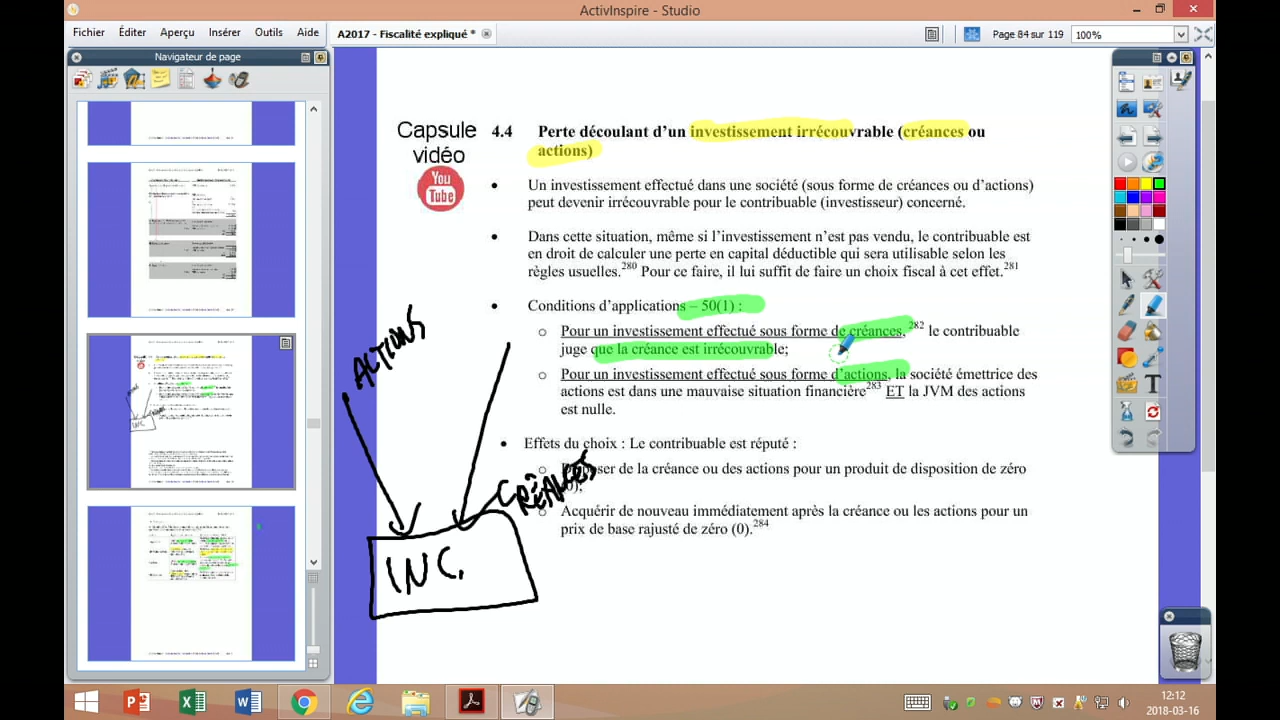 ActivInspire - Studio
Fichier Éditer Aperçu Insérer Outils Aide
A2017 - Fiscalité expliqué *
Page 84 sur 119
100%
Navigateur de page
Capsule
vidéo
You
Tube
4.4 Perte découlant d’un investissement irrécouvrable (créances ou
actions)
• Un investissement effectué dans une société (sous forme de créances ou d’actions)
peut devenir irrécouvrable pour le contribuable (investisseur) concerné.
• Dans cette situation, même si l’investissement n’est pas vendu, le contribuable est
en droit de calculer une perte en capital déductible qui sera utilisable selon les
règles usuelles.280 Pour ce faire, il lui suffit de faire un choix fiscal à cet effet.281
• Conditions d’applications – 50(1) :
o Pour un investissement effectué sous forme de créances,282 le contribuable
juge que la créance est irrécouvrable;
o Pour un investissement effectué sous forme d’actions, la société émettrice des
actions est dans une mauvaise situation financière283 ET la JVM des actions
est nulle.
• Effets du choix : Le contribuable est réputé :
o la créance ou des actions pour un produit de disposition de zéro
o Acquérir de nouveau immédiatement après la créance ou les actions pour un
prix de base rajusté de zéro (0).284
ACTIONS
CRÉANCES
INC.
12:12
2018-03-16